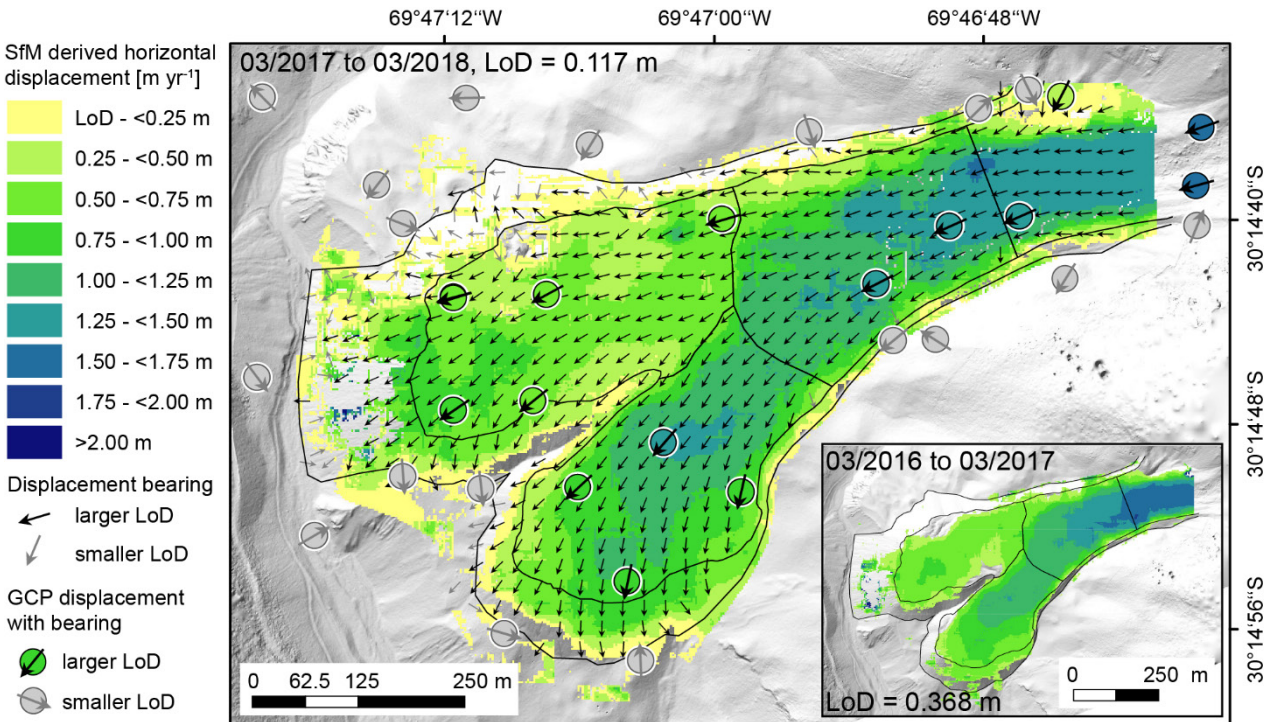 69°47'12"W
69°47'00"W
69°46'48"W
SfM derived horizontal
displacement [m yr⁻¹]
LoD - <0.25 m
0.25 - <0.50 m
0.50 - <0.75 m
0.75 - <1.00 m
1.00 - <1.25 m
1.25 - <1.50 m
1.50 - <1.75 m
1.75 - <2.00 m
>2.00 m
Displacement bearing
larger LoD
smaller LoD
GCP displacement
with bearing
larger LoD
smaller LoD
03/2017 to 03/2018, LoD = 0.117 m
30°14'40"S
30°14'48"S
30°14'56"S
0 62.5 125 250 m
03/2016 to 03/2017
0 250 m
LoD = 0.368 m